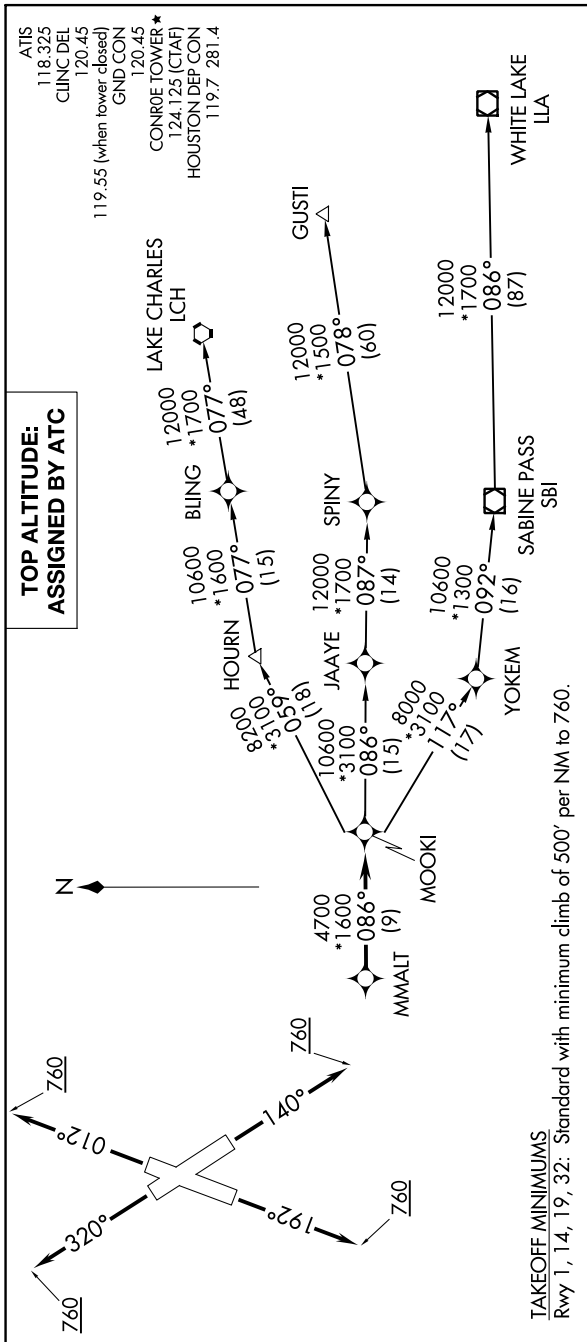 TOP ALTITUDE:
ASSIGNED BY ATC
ATIS
118.325
CLNC DEL
120.45
119.55 (when tower closed)
GND CON
120.45
CONROE TOWER★
124.125 (CTAF)
HOUSTON DEP CON
119.7 281.4
N
760
320°
012°
760
140°
760
192°
760
MMALT
4700
*1600
086°
(9)
MOOKI
8200
*3100
059°
(18)
HOURN
10600
*1600
077°
(15)
BLING
12000
*1700
077°
(48)
LAKE CHARLES
LCH
10600
*3100
086°
(15)
JAAYE
12000
*1700
087°
(14)
SPINY
12000
*1500
078°
(60)
GUSTI
8000
*3100
117°
(17)
YOKEM
10600
*1300
092°
(16)
SABINE PASS
SBI
12000
*1700
086°
(87)
WHITE LAKE
LLA
TAKEOFF MINIMUMS
Rwy 1, 14, 19, 32: Standard with minimum climb of 500' per NM to 760.